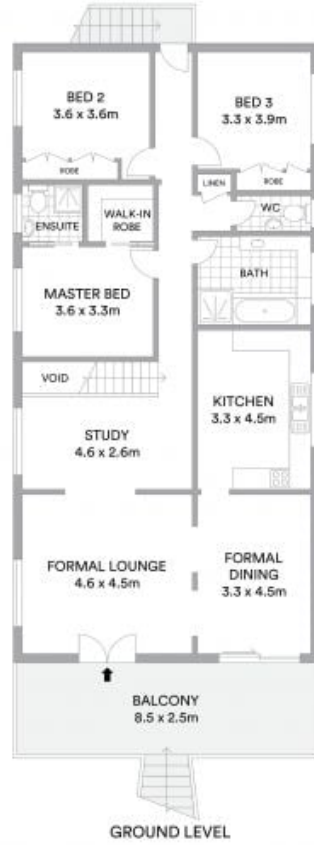 BED 2
3.6 x 3.6m
BED 3
3.3 x 3.9m
ROBE
LINEN
ROBE
ENSUITE
WALK-IN
ROBE
WC
BATH
MASTER BED
3.6 x 3.3m
VOID
KITCHEN
3.3 x 4.5m
STUDY
4.6 x 2.6m
FORMAL LOUNGE
4.6 x 4.5m
FORMAL
DINING
3.3 x 4.5m
BALCONY
8.5 x 2.5m
GROUND LEVEL